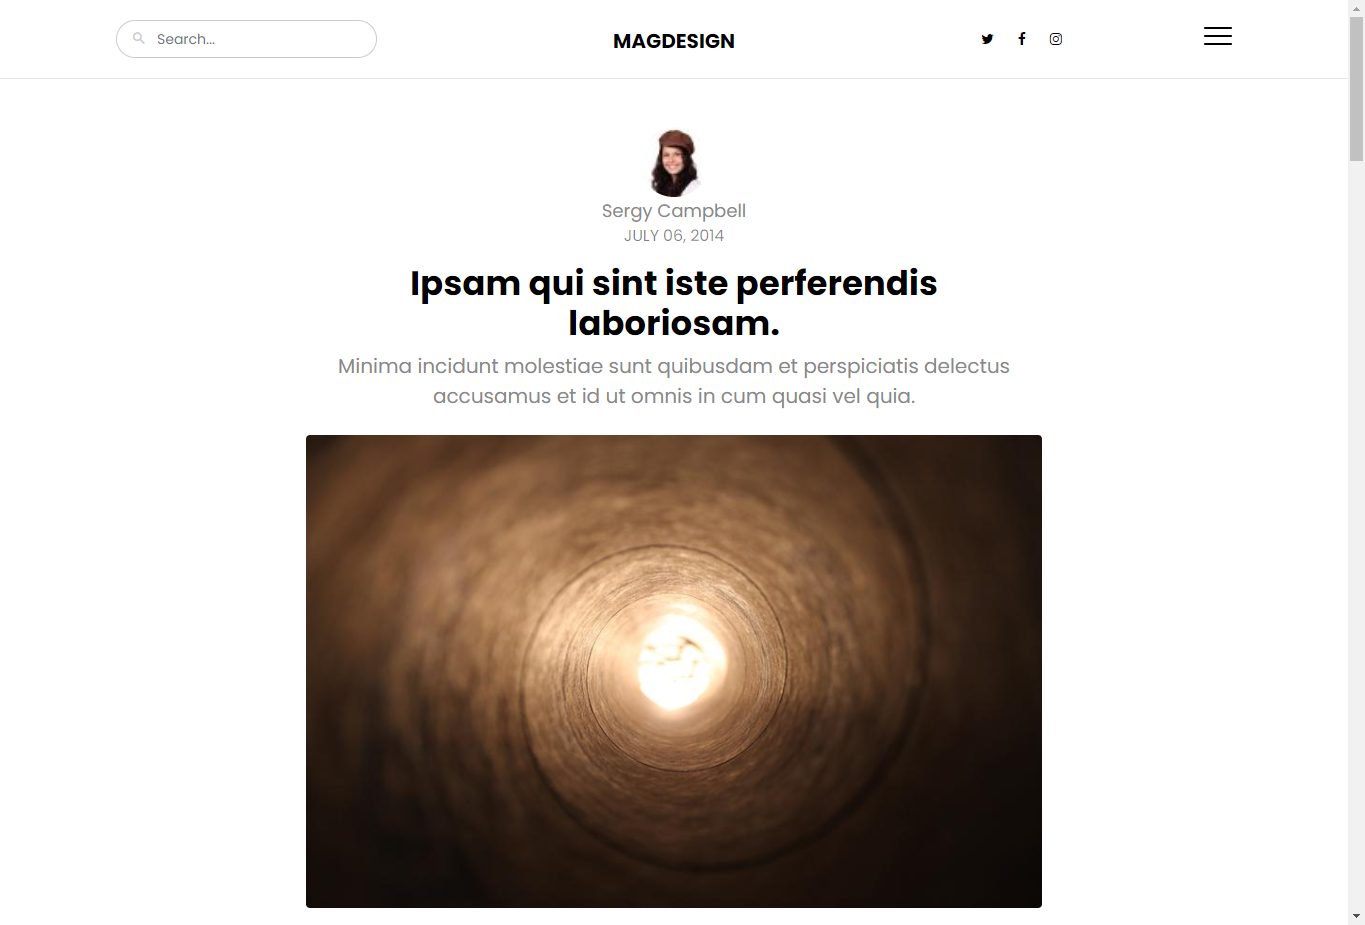 Search...
MAGDESIGN
Sergy Campbell
JULY 06, 2014
Ipsam qui sint iste perferendis
laboriosam.
Minima incidunt molestiae sunt quibusdam et perspiciatis delectus
accusamus et id ut omnis in cum quasi vel quia.